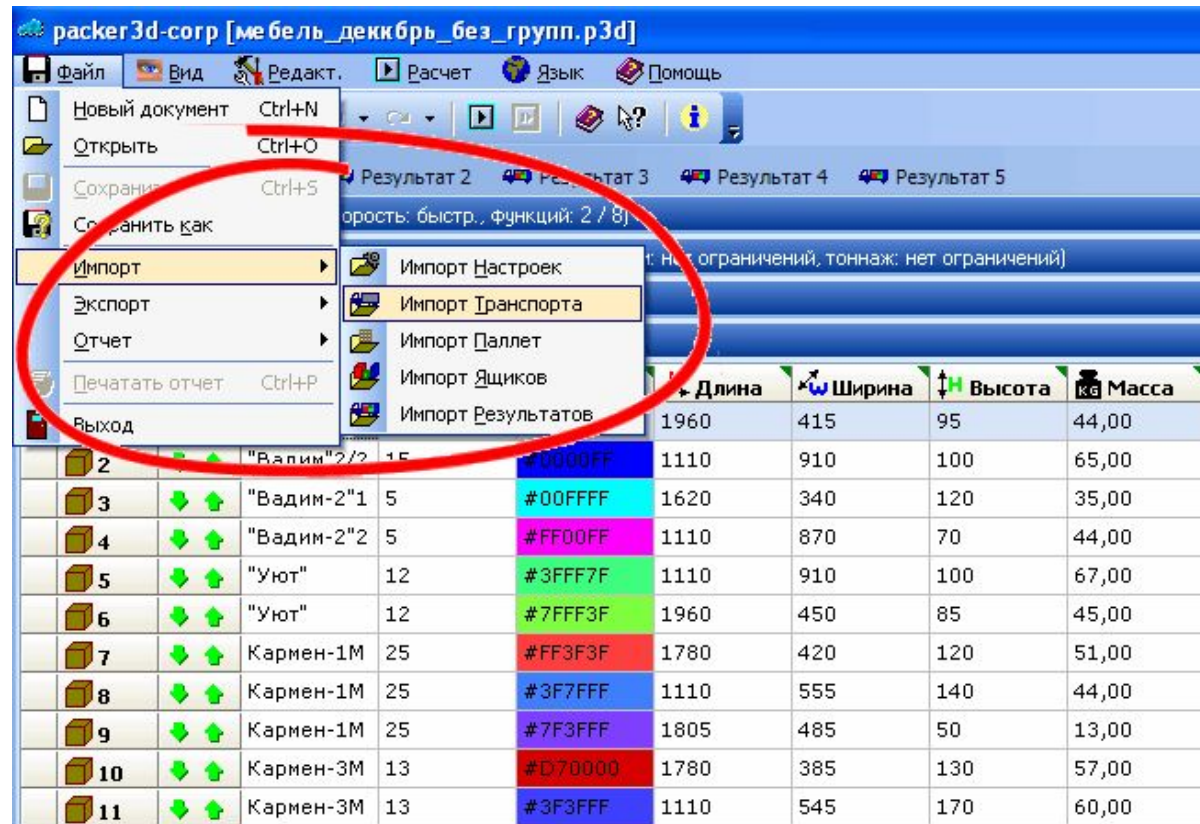 packer3d-corp [мебель_деккбрь_без_групп.p3d]
Файл Вид Редакт. Расчет Язык Помощь
Новый документ Ctrl+N
Открыть Ctrl+O
Сохранить Ctrl+S Результат 2 Результат 3 Результат 4 Результат 5
Сохранить как орость: быстр., функций: 2 / 8)
Импорт Импорт Настроек нет ограничений, тоннаж: нет ограничений)
Экспорт Импорт Транспорта
Отчет Импорт Паллет
Печатать отчет Ctrl+P Импорт Ящиков Длина Ширина H Высота KG Масса
Выход Импорт Результатов 1960 415 95 44,00
2 "Вадим"2/2 15 #0000FF 1110 910 100 65,00
3 "Вадим-2"1 5 #00FFFF 1620 340 120 35,00
4 "Вадим-2"2 5 #FF00FF 1110 870 70 44,00
5 "Уют" 12 #3FFF7F 1110 910 100 67,00
6 "Уют" 12 #7FFF3F 1960 450 85 45,00
7 Кармен-1М 25 #FF3F3F 1780 420 120 51,00
8 Кармен-1М 25 #3F7FFF 1110 555 140 44,00
9 Кармен-1М 25 #7F3FFF 1805 485 50 13,00
10 Кармен-3М 13 #D70000 1780 385 130 57,00
11 Кармен-3М 13 #3F3FFF 1110 545 170 60,00